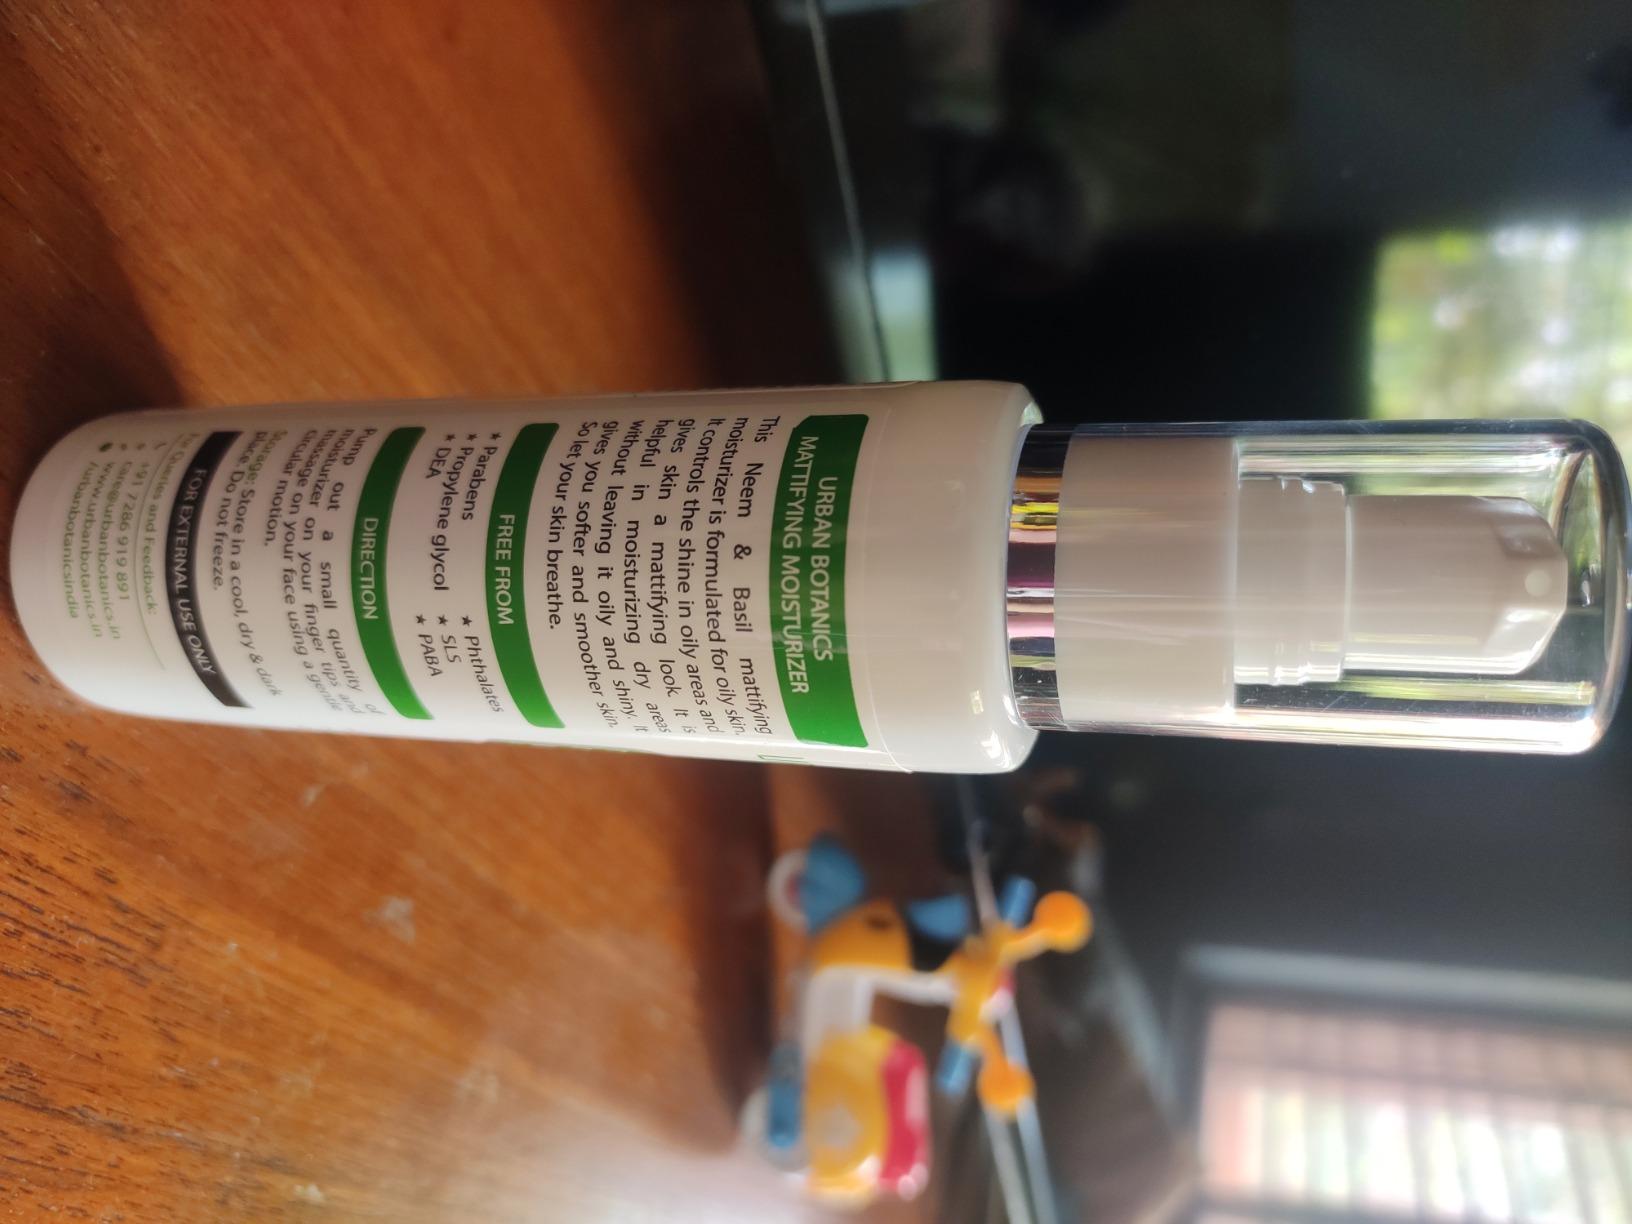 URBAN BOTANICS
MATTIFYING MOISTURIZER
This Neem & Basil mattifying
moisturizer is formulated for oily skin.
It controls the shine in oily areas and
gives skin a mattifying look. It is
helpful in moisturizing dry areas
without leaving it oily and shiny. It
gives you softer and smoother skin.
So let your skin breathe.
FREE FROM
★ Parabens ★ Phthalates
★ Propylene glycol ★ SLS
★ DEA ★ PABA
DIRECTION
Pump out a small quantity of
moisturizer on your finger tips and
massage on your face using a gentle
circular motion.
Storage: Store in a cool, dry & dark
place. Do not freeze.
FOR EXTERNAL USE ONLY
For Queries and Feedback:
+91 7286 919 891
care@urbanbotanics.in
www.urbanbotanics.in
/urbanbotanicsindia